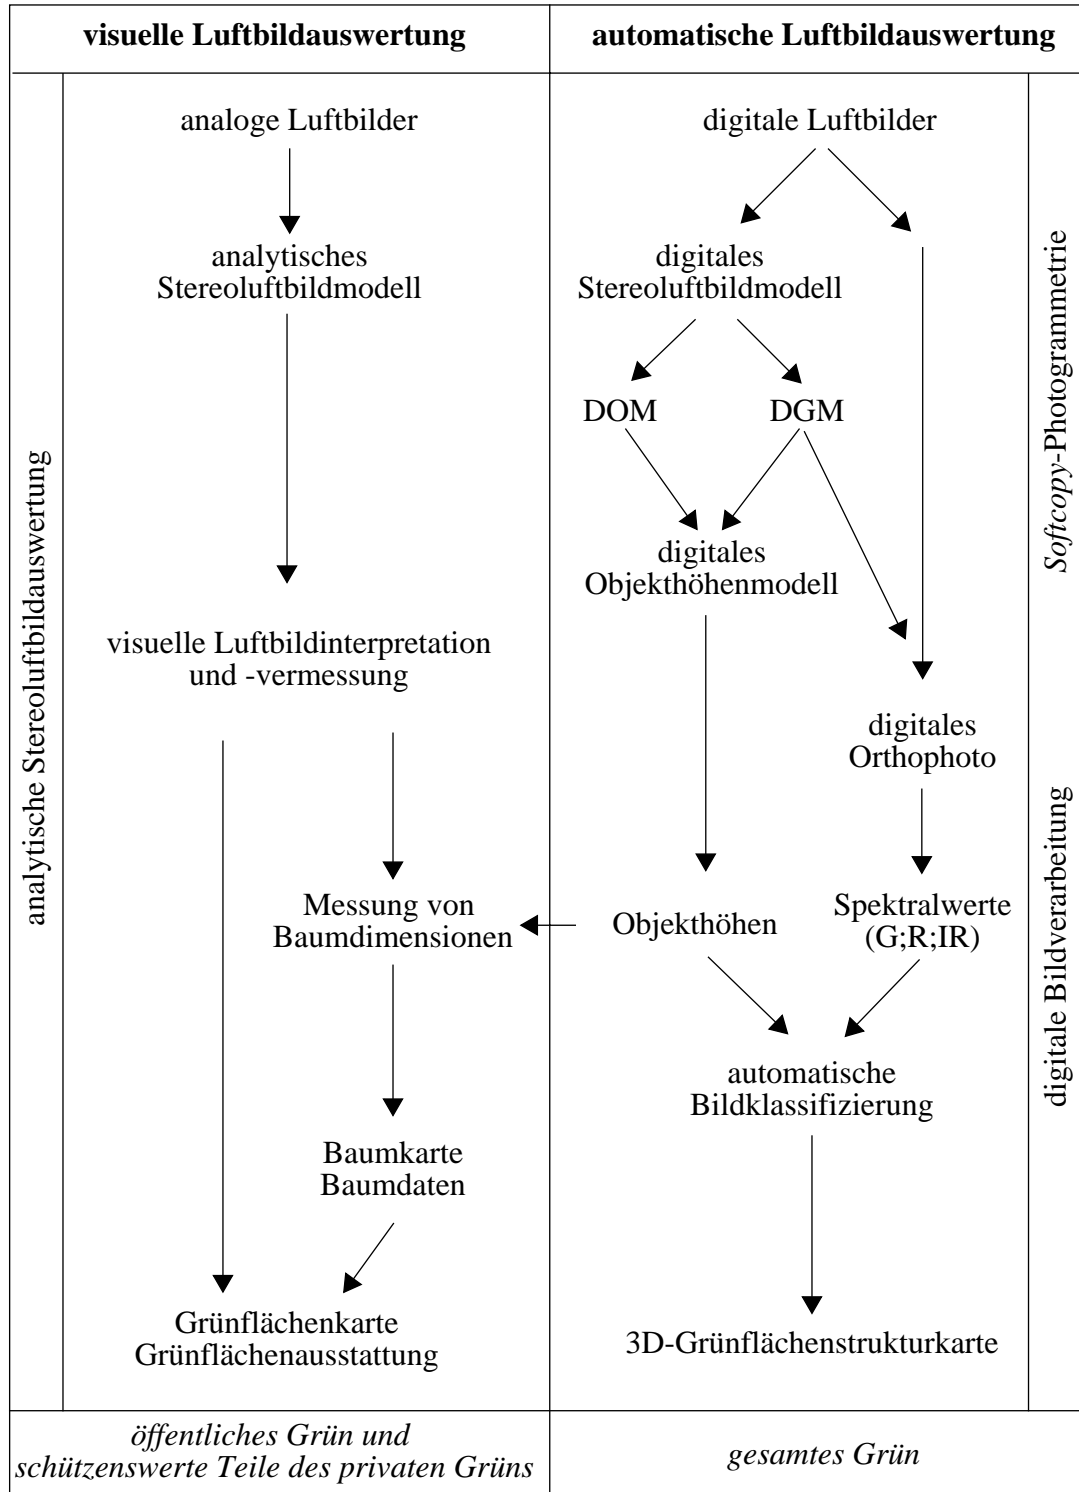 visuelle Luftbildauswertung
automatische Luftbildauswertung
analytische Stereoluftbildauswertung
analoge Luftbilder
analytisches
Stereoluftbildmodell
visuelle Luftbildinterpretation
und -vermessung
Messung von
Baumdimensionen
Baumkarte
Baumdaten
Grünflächenkarte
Grünflächenausstattung
digitale Luftbilder
digitales
Stereoluftbildmodell
DOM
DGM
digitales
Objekthöhenmodell
digitales
Orthophoto
Objekthöhen
Spektralwerte
(G;R;IR)
automatische
Bildklassifizierung
3D-Grünflächenstrukturkarte
Softcopy-Photogrammetrie
digitale Bildverarbeitung
öffentliches Grün und
schützenswerte Teile des privaten Grüns
gesamtes Grün